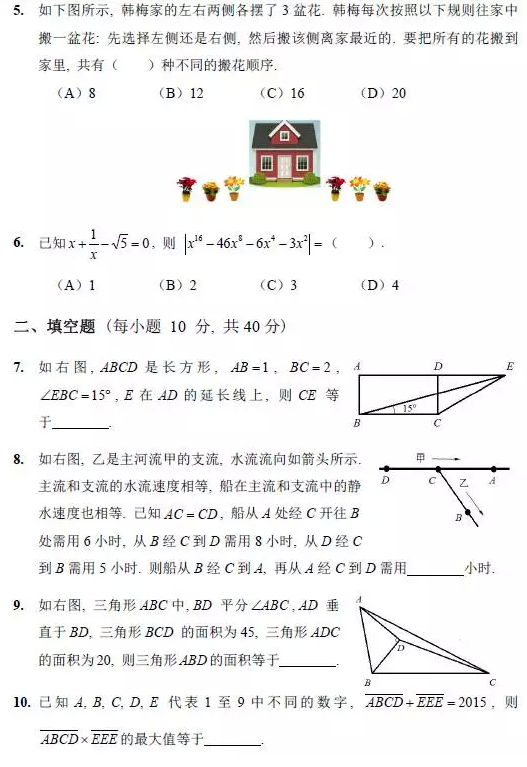 5. 如下图所示, 韩梅家的左右两侧各摆了 3 盆花. 韩梅每次按照以下规则往家中
搬一盆花: 先选择左侧还是右侧, 然后搬该侧离家最近的. 要把所有的花搬到
家里, 共有（ ）种不同的搬花顺序.
（A）8 （B）12 （C）16 （D）20
6. 已知 x + 1/x − √5 = 0, 则 |x¹⁶ − 46x⁸ − 6x⁴ − 3x²| =（ ）.
（A）1 （B）2 （C）3 （D）4
二、填空题（每小题 10 分, 共 40 分）
7. 如右图, ABCD 是长方形, AB = 1, BC = 2,
∠EBC = 15°, E 在 AD 的延长线上, 则 CE 等
于________.
A D E
15°
B C
8. 如右图, 乙是主河流甲的支流, 水流流向如箭头所示.
主流和支流的水流速度相等, 船在主流和支流中的静
水速度也相等. 已知 AC = CD, 船从 A 处经 C 开往 B
处需用 6 小时, 从 B 经 C 到 D 需用 8 小时, 从 D 经 C
到 B 需用 5 小时. 则船从 B 经 C 到 A, 再从 A 经 C 到 D 需用________小时.
甲
D C 乙 A
B
9. 如右图, 三角形 ABC 中, BD 平分∠ABC, AD 垂
直于 BD, 三角形 BCD 的面积为 45, 三角形 ADC
的面积为 20, 则三角形 ABD 的面积等于________.
A
D
B C
10. 已知 A, B, C, D, E 代表 1 至 9 中不同的数字, A̅B̅C̅D̅ + E̅E̅E̅ = 2015, 则
A̅B̅C̅D̅ × E̅E̅E̅ 的最大值等于________.